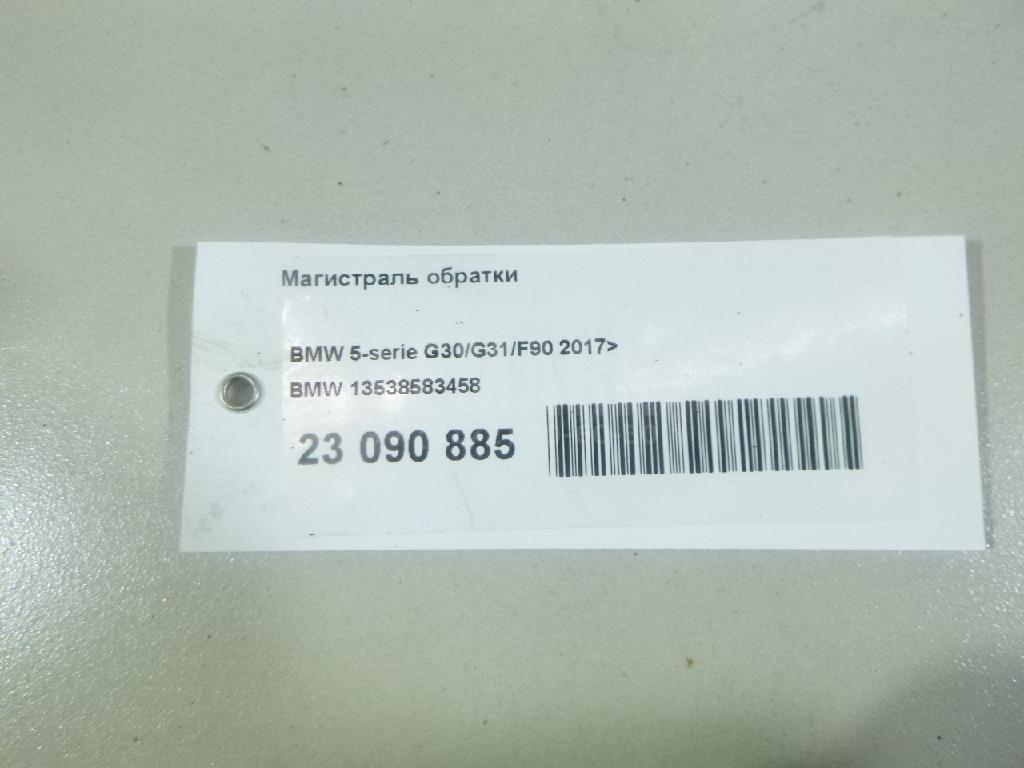 Магистраль обратки
BMW 5-serie G30/G31/F90 2017>
BMW 13538583458
23 090 885